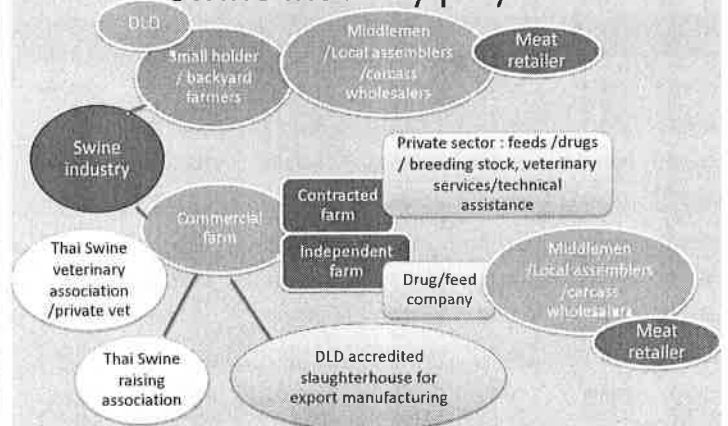 DLD
Small holder
/ backyard
farmers
Middlemen
/Local assemblers
/carcass
wholesalers
Meat
retailer
Swine
industry
Private sector : feeds /drugs
/ breeding stock, veterinary
services/technical
assistance
Commercial
farm
Contracted
farm
Independent
farm
Thai Swine
veterinary
association
/private vet
Drug/feed
company
Middlemen
/Local assemblers
/carcass
wholesalers
Meat
retailer
Thai Swine
raising
association
DLD accredited
slaughterhouse for
export manufacturing